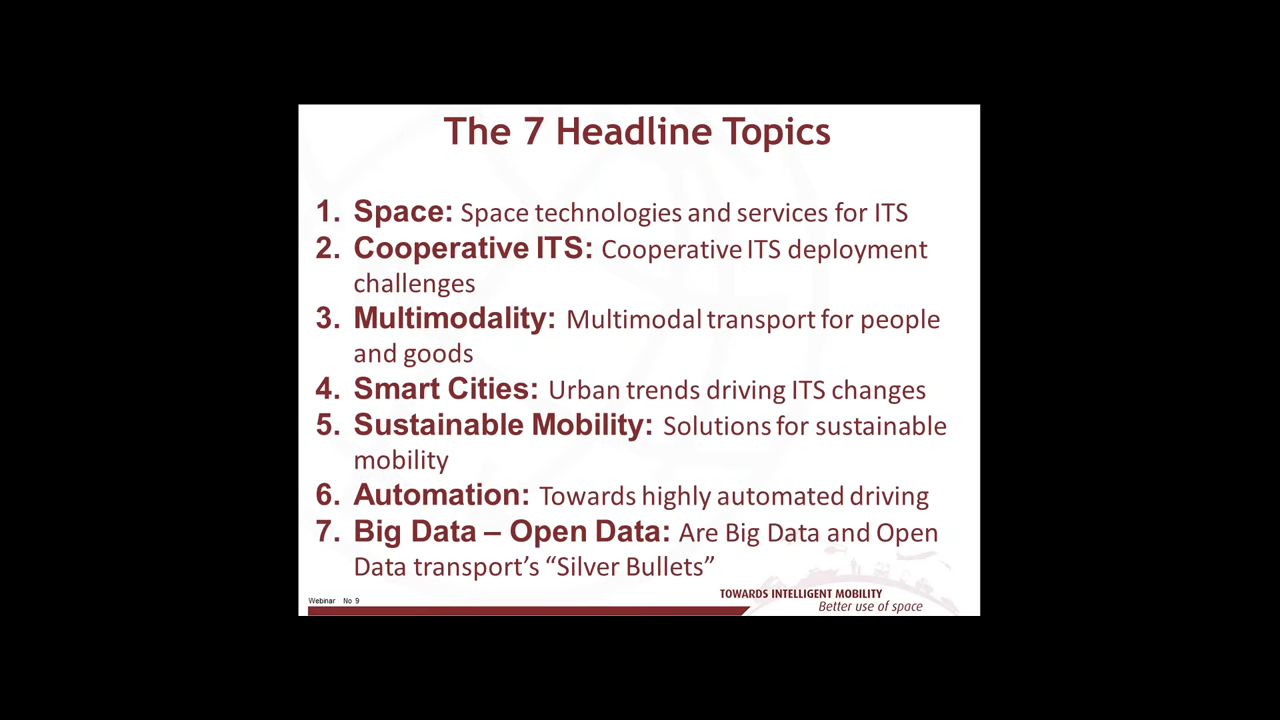 The 7 Headline Topics
1. Space: Space technologies and services for ITS
2. Cooperative ITS: Cooperative ITS deployment
challenges
3. Multimodality: Multimodal transport for people
and goods
4. Smart Cities: Urban trends driving ITS changes
5. Sustainable Mobility: Solutions for sustainable
mobility
6. Automation: Towards highly automated driving
7. Big Data – Open Data: Are Big Data and Open
Data transport’s “Silver Bullets”
Webinar No 9
TOWARDS INTELLIGENT MOBILITY
Better use of space